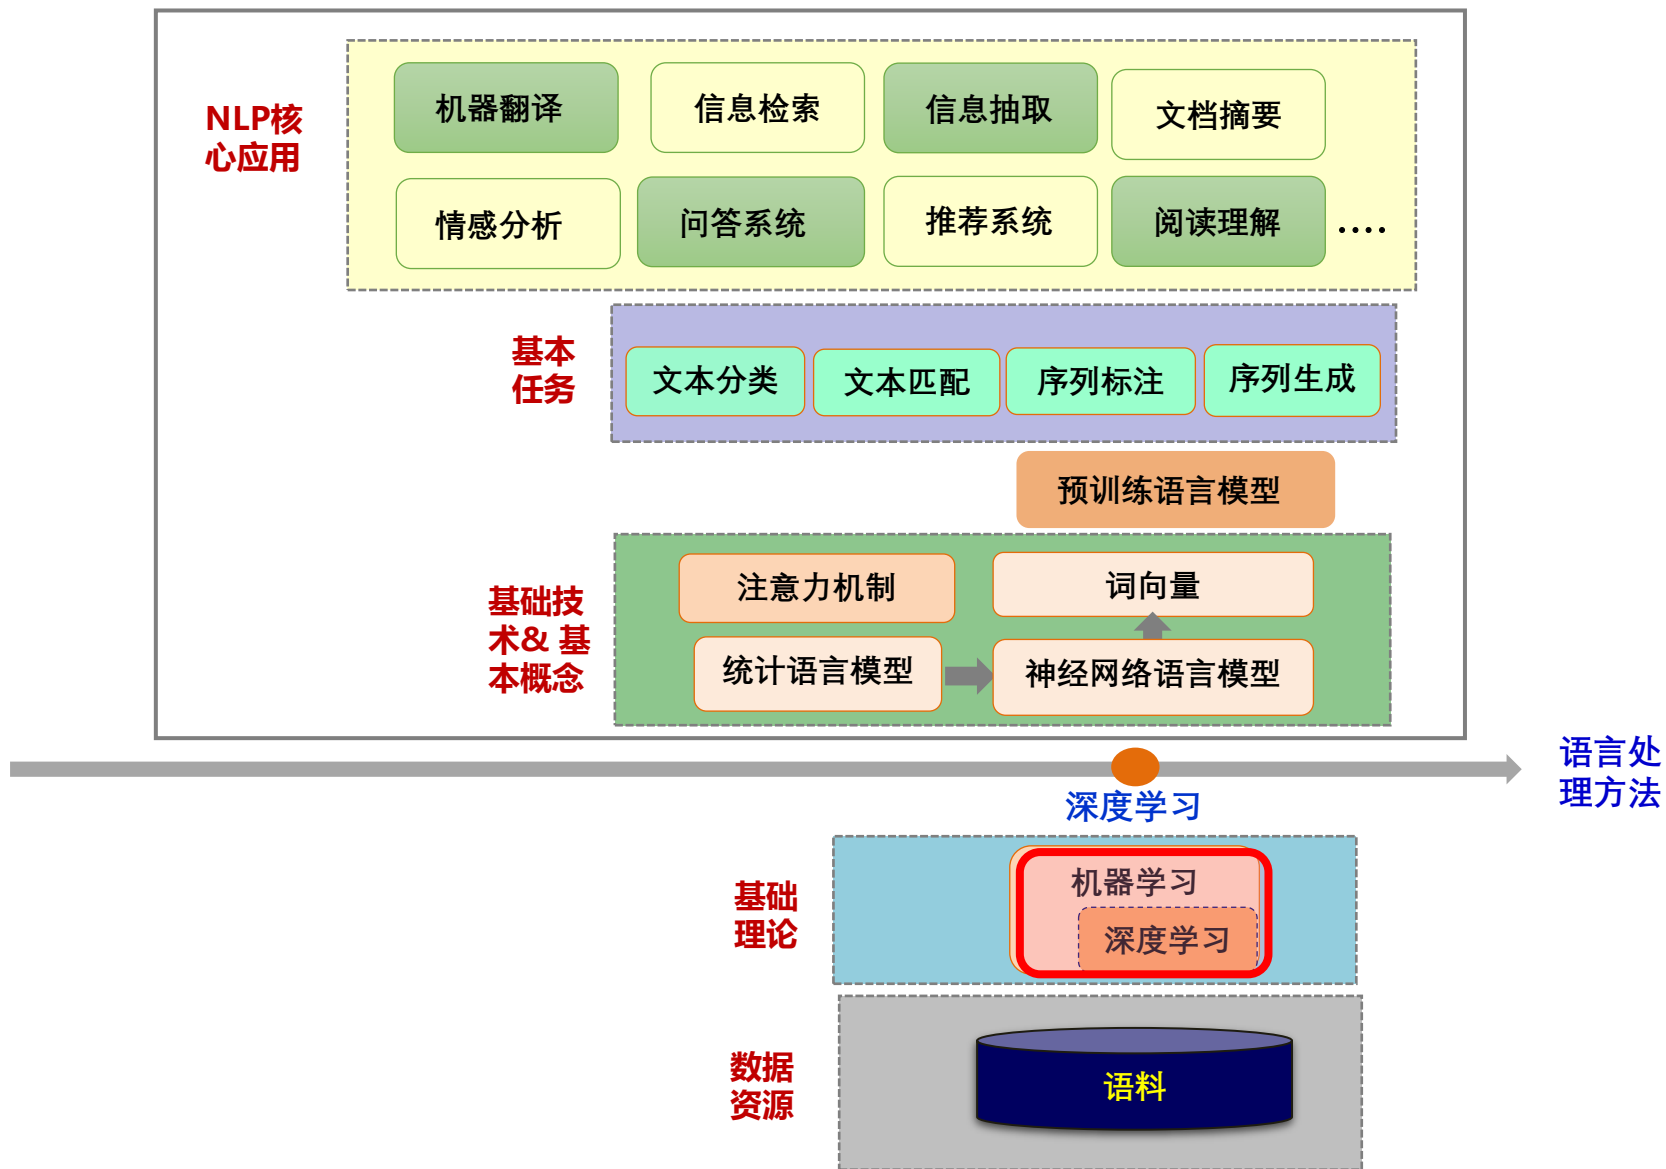 NLP核
心应用
机器翻译
信息检索
信息抽取
文档摘要
情感分析
问答系统
推荐系统
阅读理解
....
基本
任务
文本分类
文本匹配
序列标注
序列生成
预训练语言模型
基础技
术& 基
本概念
注意力机制
词向量
统计语言模型
神经网络语言模型
语言处
理方法
深度学习
基础
理论
机器学习
深度学习
数据
资源
语料